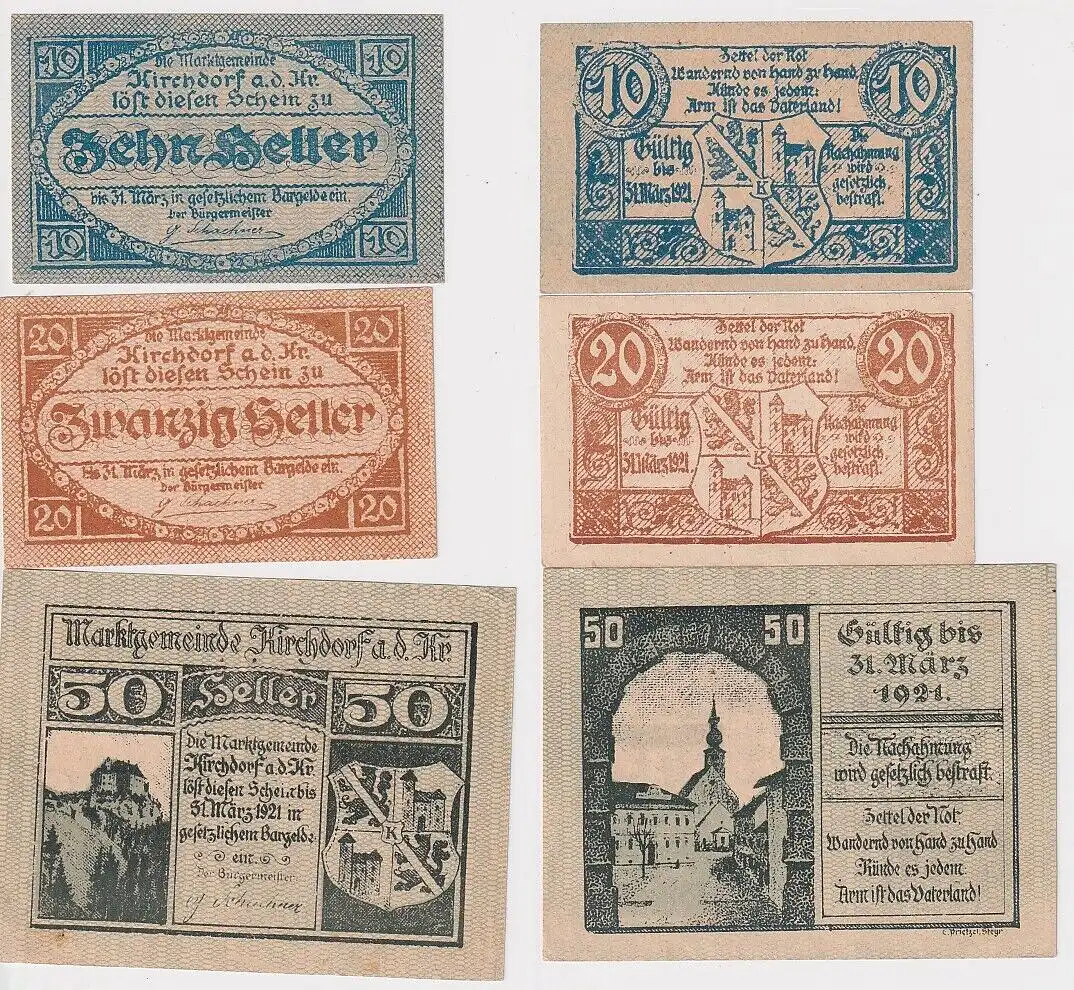 10
10
Die Marktgemeinde
Kirchdorf a.d. Kr.
löst diesen Schein zu
Zehn Heller
bis 31. März in gesetzlichem Bargelde ein.
Der Bürgermeister
G Schachner
10
10
10
10
Zettel der Not
Wandernd von Hand zu Hand,
Künde es jedem:
Arm ist das Vaterland!
Gültig
bis
31. März 1921.
K
Die
Nachahmung
wird
gesetzlich
bestraft.
20
20
Die Marktgemeinde
Kirchdorf a.d. Kr.
löst diesen Schein zu
Zwanzig Heller
bis 31. März in gesetzlichem Bargelde ein.
Der Bürgermeister
G Schachner
20
20
20
20
Zettel der Not
Wandernd von Hand zu Hand,
Künde es jedem:
Arm ist das Vaterland!
Gültig
bis
31. März 1921.
K
Die
Nachahmung
wird
gesetzlich
bestraft.
Marktgemeinde Kirchdorf a.d. Kr.
50 Heller 50
Die Marktgemeinde
Kirchdorf a.d. Kr.
löst diesen Schein bis
31. März 1921 in
gesetzlichem Bargelde
ein.
Der Bürgermeister:
G Schachner
K
50
50
Gültig bis
31. März
1921.
Die Nachahmung
wird gesetzlich bestraft.
Zettel der Not,
Wandernd von Hand zu Hand
Künde es jedem:
Arm ist das Vaterland!
C. Prietzel, Steyr